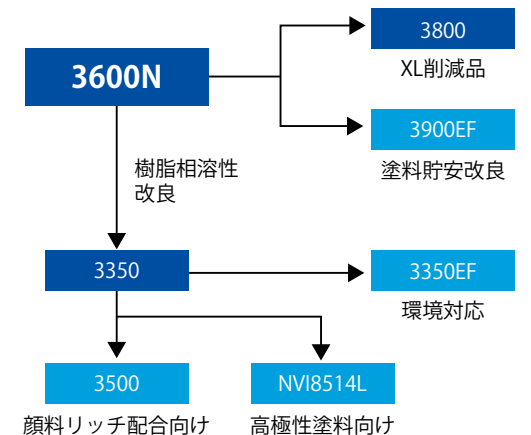 3600N
3800
XL削減品
3900EF
塗料貯安改良
樹脂相溶性
改良
3350
3350EF
環境対応
3500
顔料リッチ配合向け
NVI8514L
高極性塗料向け